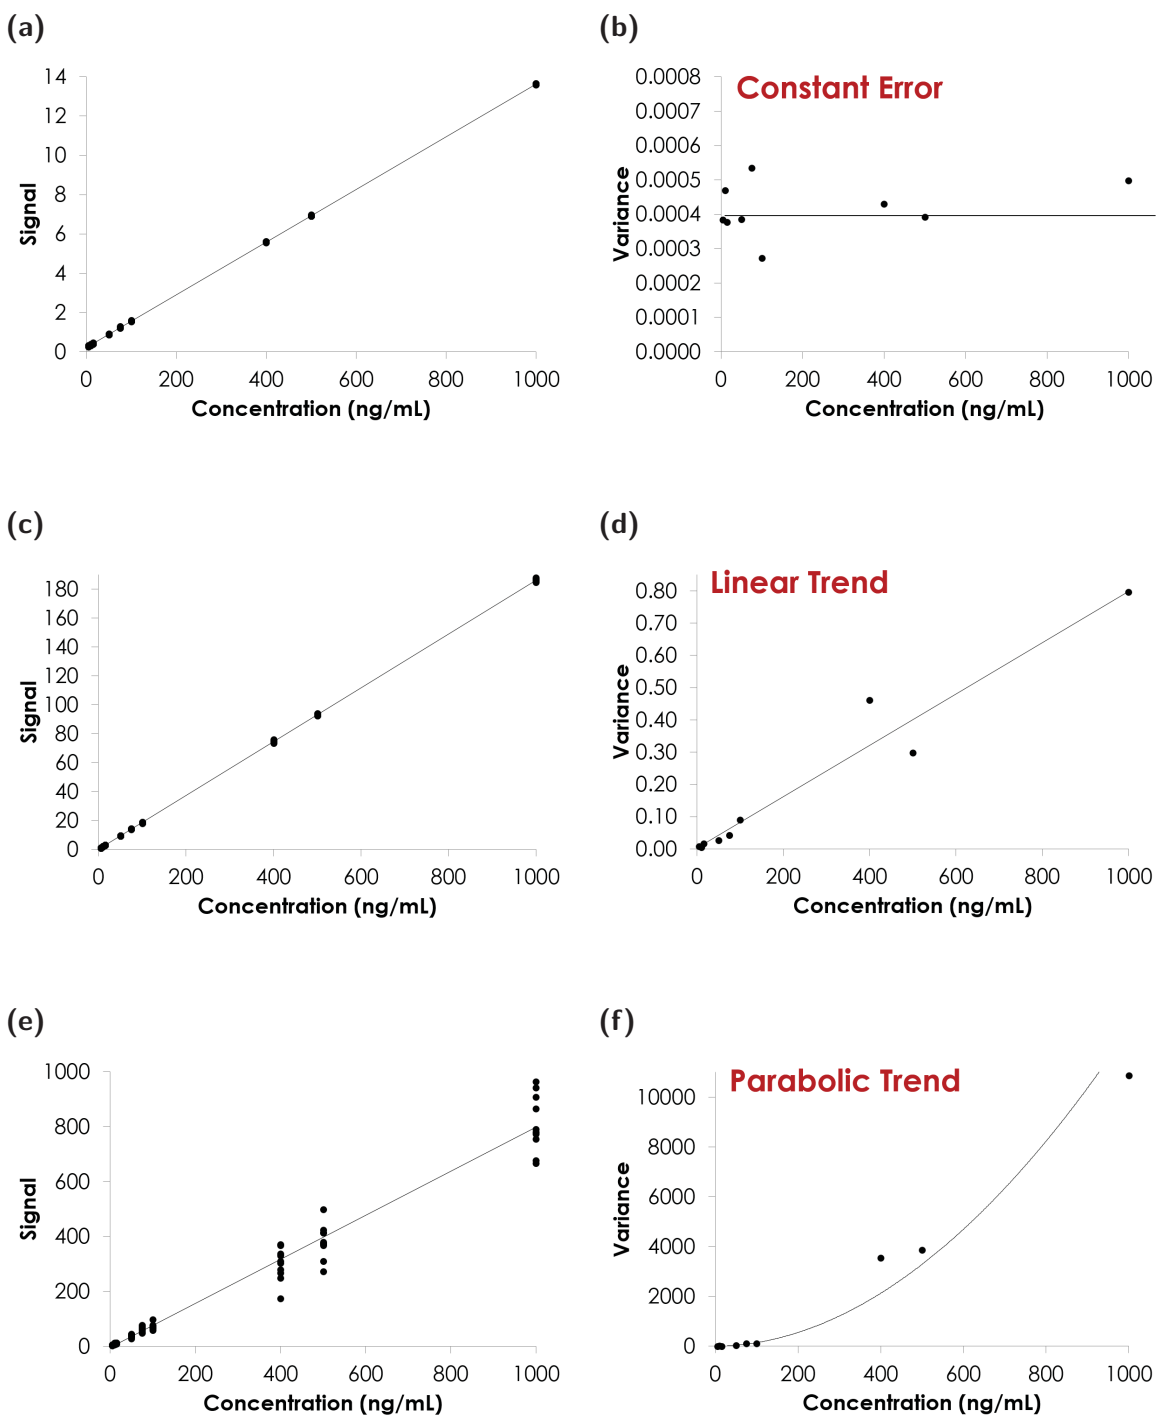 (a)
Signal
14
12
10
8
6
4
2
0
0 200 400 600 800 1000
Concentration (ng/mL)
(b)
Constant Error
Variance
0.0008
0.0007
0.0006
0.0005
0.0004
0.0003
0.0002
0.0001
0.0000
0 200 400 600 800 1000
Concentration (ng/mL)
(c)
Signal
180
160
140
120
100
80
60
40
20
0
0 200 400 600 800 1000
Concentration (ng/mL)
(d)
Linear Trend
Variance
0.80
0.70
0.60
0.50
0.40
0.30
0.20
0.10
0.00
0 200 400 600 800 1000
Concentration (ng/mL)
(e)
Signal
1000
800
600
400
200
0
0 200 400 600 800 1000
Concentration (ng/mL)
(f)
Parabolic Trend
Variance
10000
8000
6000
4000
2000
0
0 200 400 600 800 1000
Concentration (ng/mL)